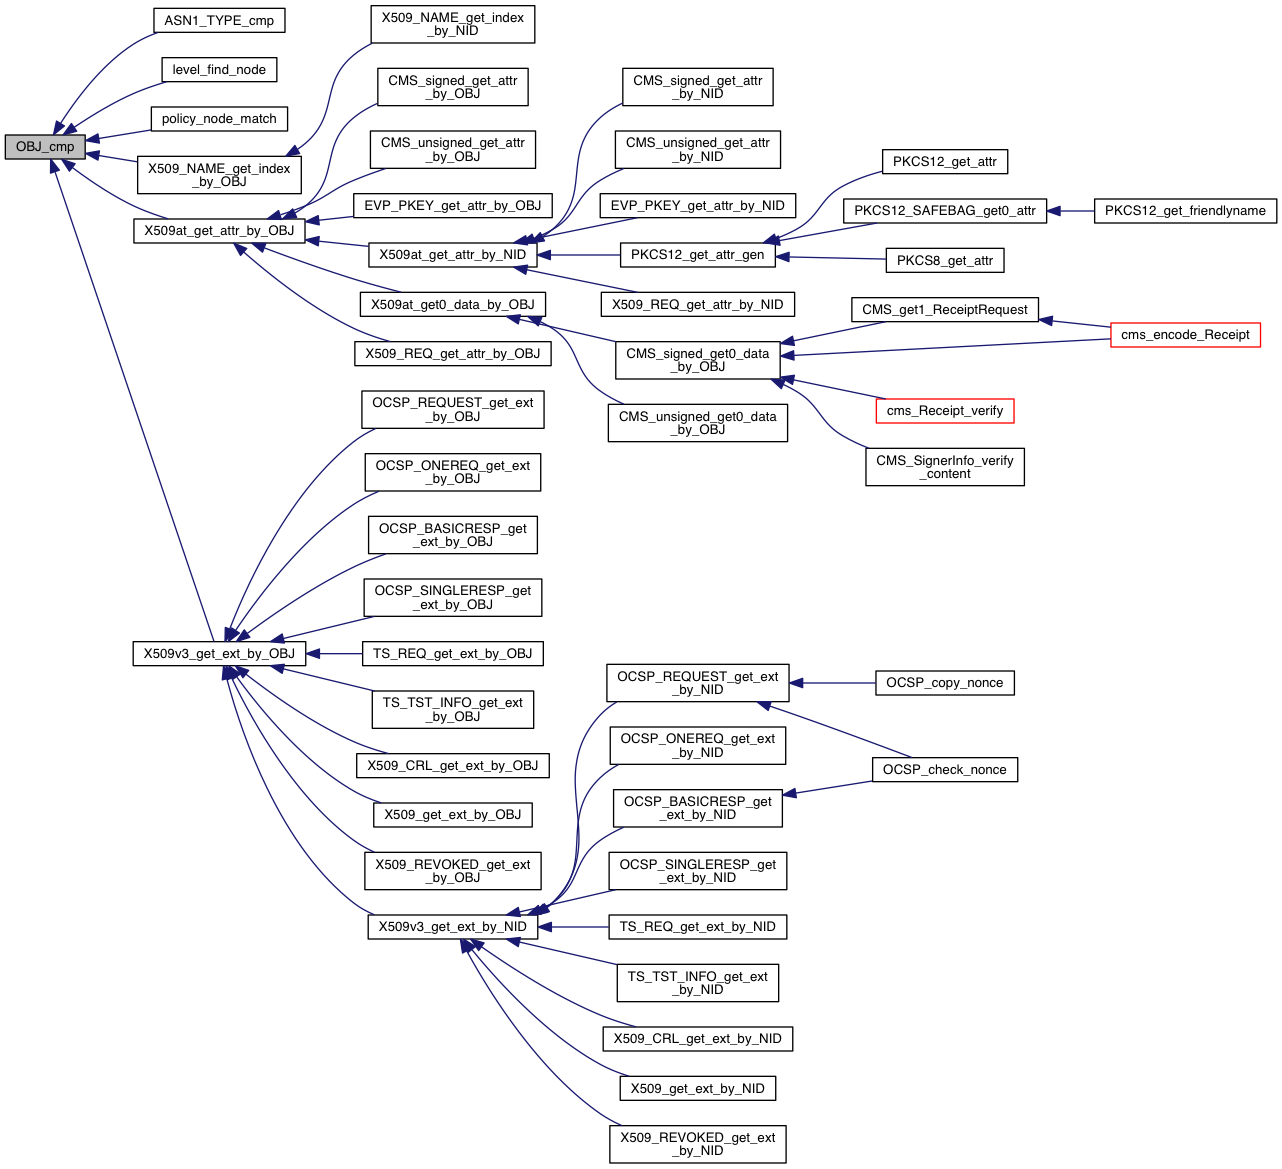 OBJ_cmp
ASN1_TYPE_cmp
level_find_node
policy_node_match
X509_NAME_get_index
_by_OBJ
X509at_get_attr_by_OBJ
X509v3_get_ext_by_OBJ
X509_NAME_get_index
_by_NID
CMS_signed_get_attr
_by_OBJ
CMS_unsigned_get_attr
_by_OBJ
EVP_PKEY_get_attr_by_OBJ
X509at_get_attr_by_NID
X509at_get0_data_by_OBJ
X509_REQ_get_attr_by_OBJ
OCSP_REQUEST_get_ext
_by_OBJ
OCSP_ONEREQ_get_ext
_by_OBJ
OCSP_BASICRESP_get
_ext_by_OBJ
OCSP_SINGLERESP_get
_ext_by_OBJ
TS_REQ_get_ext_by_OBJ
TS_TST_INFO_get_ext
_by_OBJ
X509_CRL_get_ext_by_OBJ
X509_get_ext_by_OBJ
X509_REVOKED_get_ext
_by_OBJ
X509v3_get_ext_by_NID
CMS_signed_get_attr
_by_NID
CMS_unsigned_get_attr
_by_NID
EVP_PKEY_get_attr_by_NID
PKCS12_get_attr_gen
X509_REQ_get_attr_by_NID
CMS_signed_get0_data
_by_OBJ
CMS_unsigned_get0_data
_by_OBJ
OCSP_REQUEST_get_ext
_by_NID
OCSP_ONEREQ_get_ext
_by_NID
OCSP_BASICRESP_get
_ext_by_NID
OCSP_SINGLERESP_get
_ext_by_NID
TS_REQ_get_ext_by_NID
TS_TST_INFO_get_ext
_by_NID
X509_CRL_get_ext_by_NID
X509_get_ext_by_NID
X509_REVOKED_get_ext
_by_NID
PKCS12_get_attr
PKCS12_SAFEBAG_get0_attr
PKCS8_get_attr
CMS_get1_ReceiptRequest
cms_Receipt_verify
CMS_SignerInfo_verify
_content
OCSP_copy_nonce
OCSP_check_nonce
PKCS12_get_friendlyname
cms_encode_Receipt